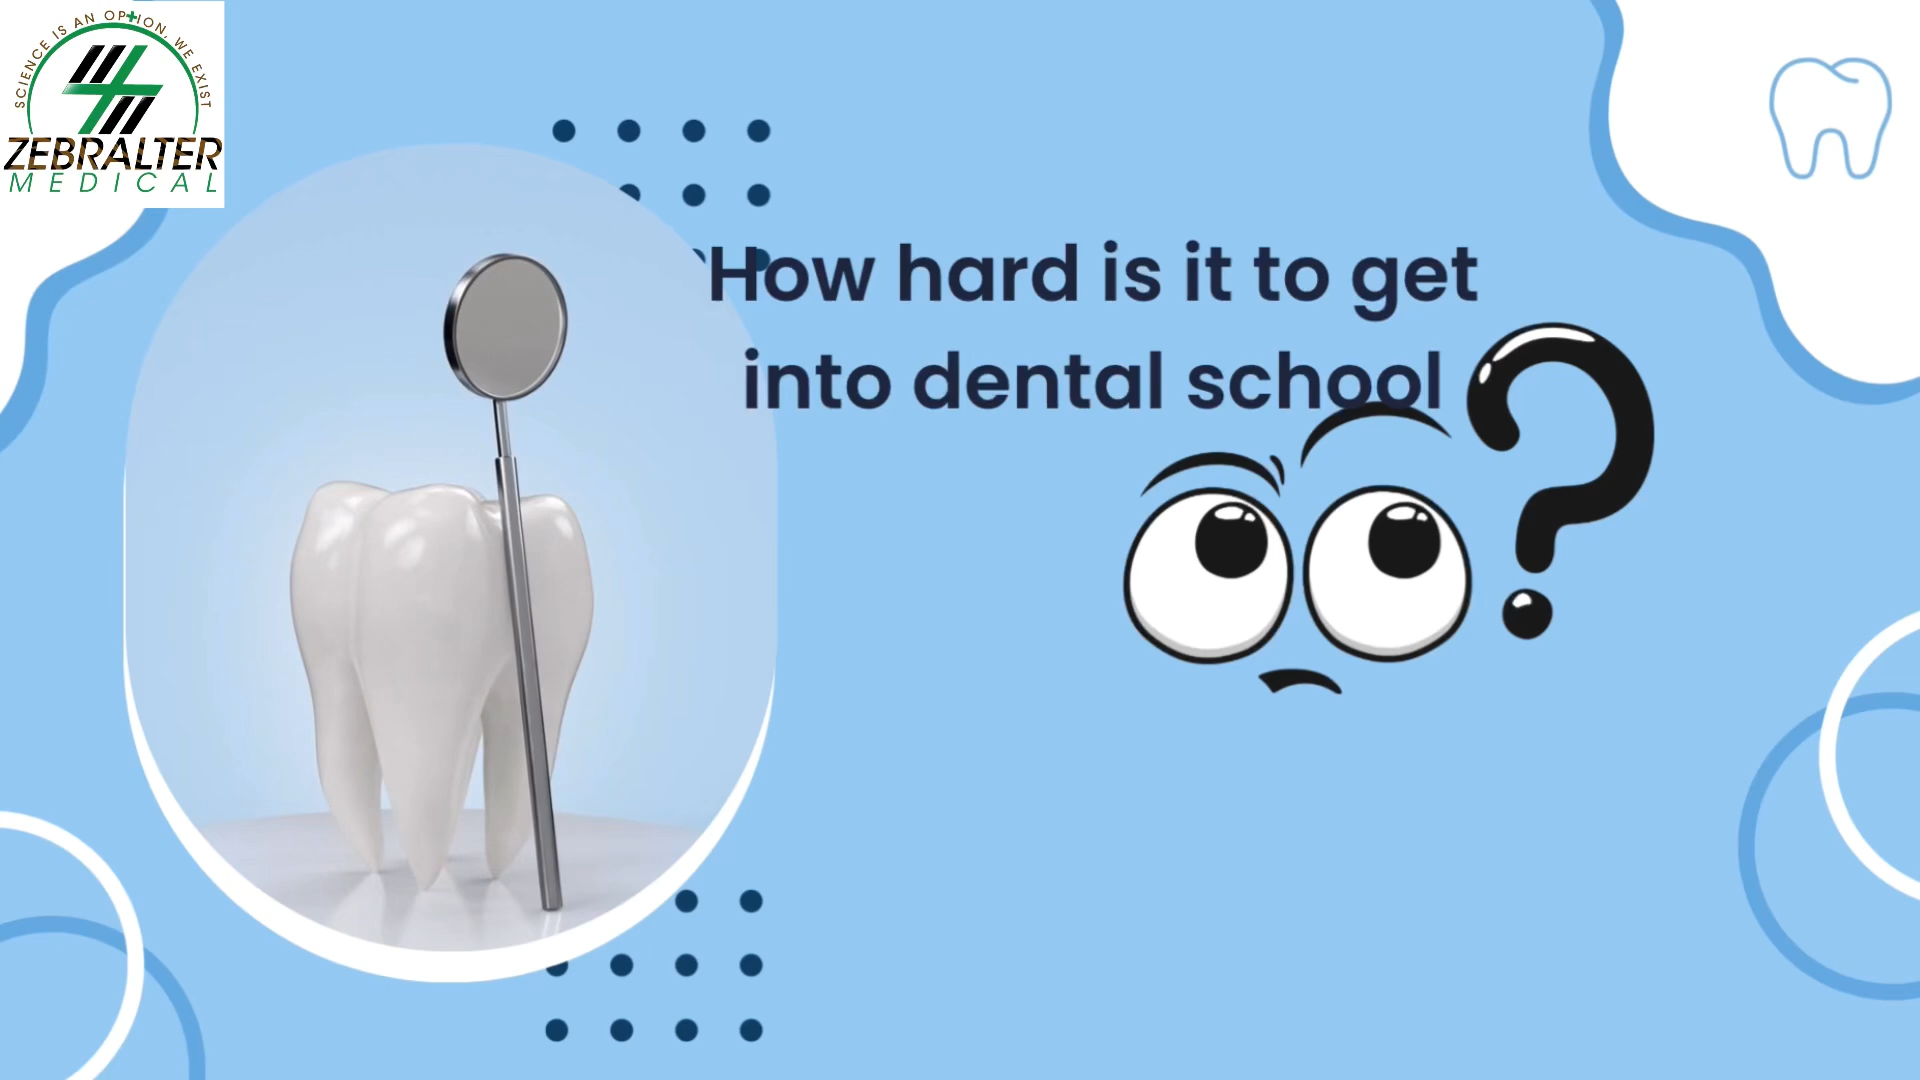 SCIENCE IS AN OPTION, WE EXIST
ZEBRALTER
MEDICAL
How hard is it to get
into dental school
?